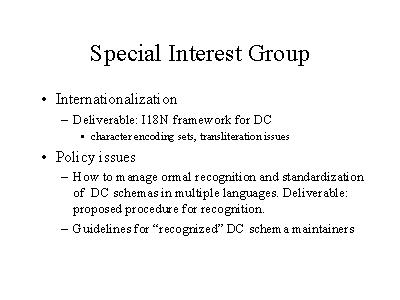 Special Interest Group
• Internationalization
– Deliverable: I18N framework for DC
• character encoding sets, transliteration issues
• Policy issues
– How to manage ormal recognition and standardization
of DC schemas in multiple languages. Deliverable:
proposed procedure for recognition.
– Guidelines for “recognized” DC schema maintainers